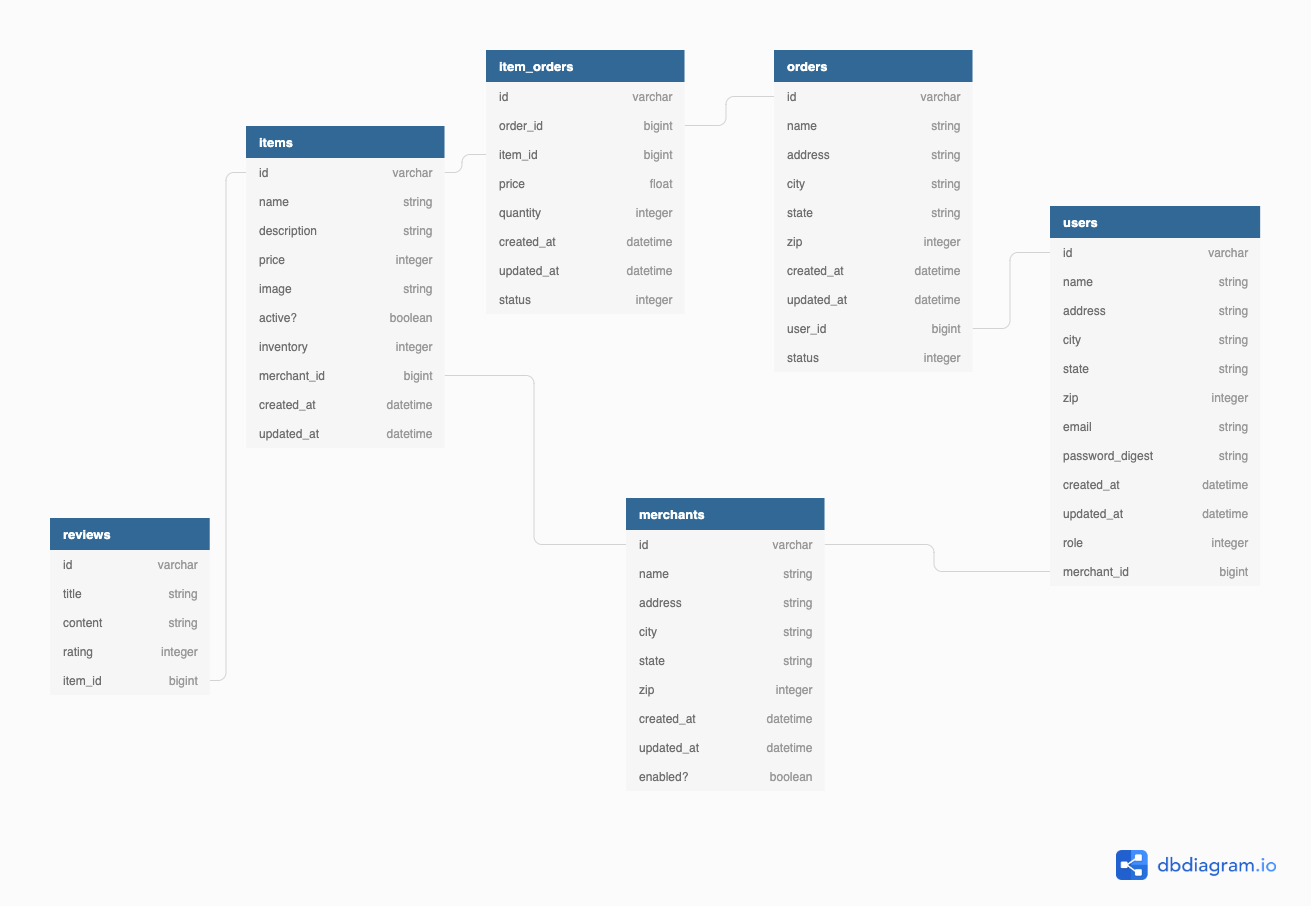 item_orders
id varchar
order_id bigint
item_id bigint
price float
quantity integer
created_at datetime
updated_at datetime
status integer
orders
id varchar
name string
address string
city string
state string
zip integer
created_at datetime
updated_at datetime
user_id bigint
status integer
items
id varchar
name string
description string
price integer
image string
active? boolean
inventory integer
merchant_id bigint
created_at datetime
updated_at datetime
users
id varchar
name string
address string
city string
state string
zip integer
email string
password_digest string
created_at datetime
updated_at datetime
role integer
merchant_id bigint
merchants
id varchar
name string
address string
city string
state string
zip integer
created_at datetime
updated_at datetime
enabled? boolean
reviews
id varchar
title string
content string
rating integer
item_id bigint
dbdiagram.io